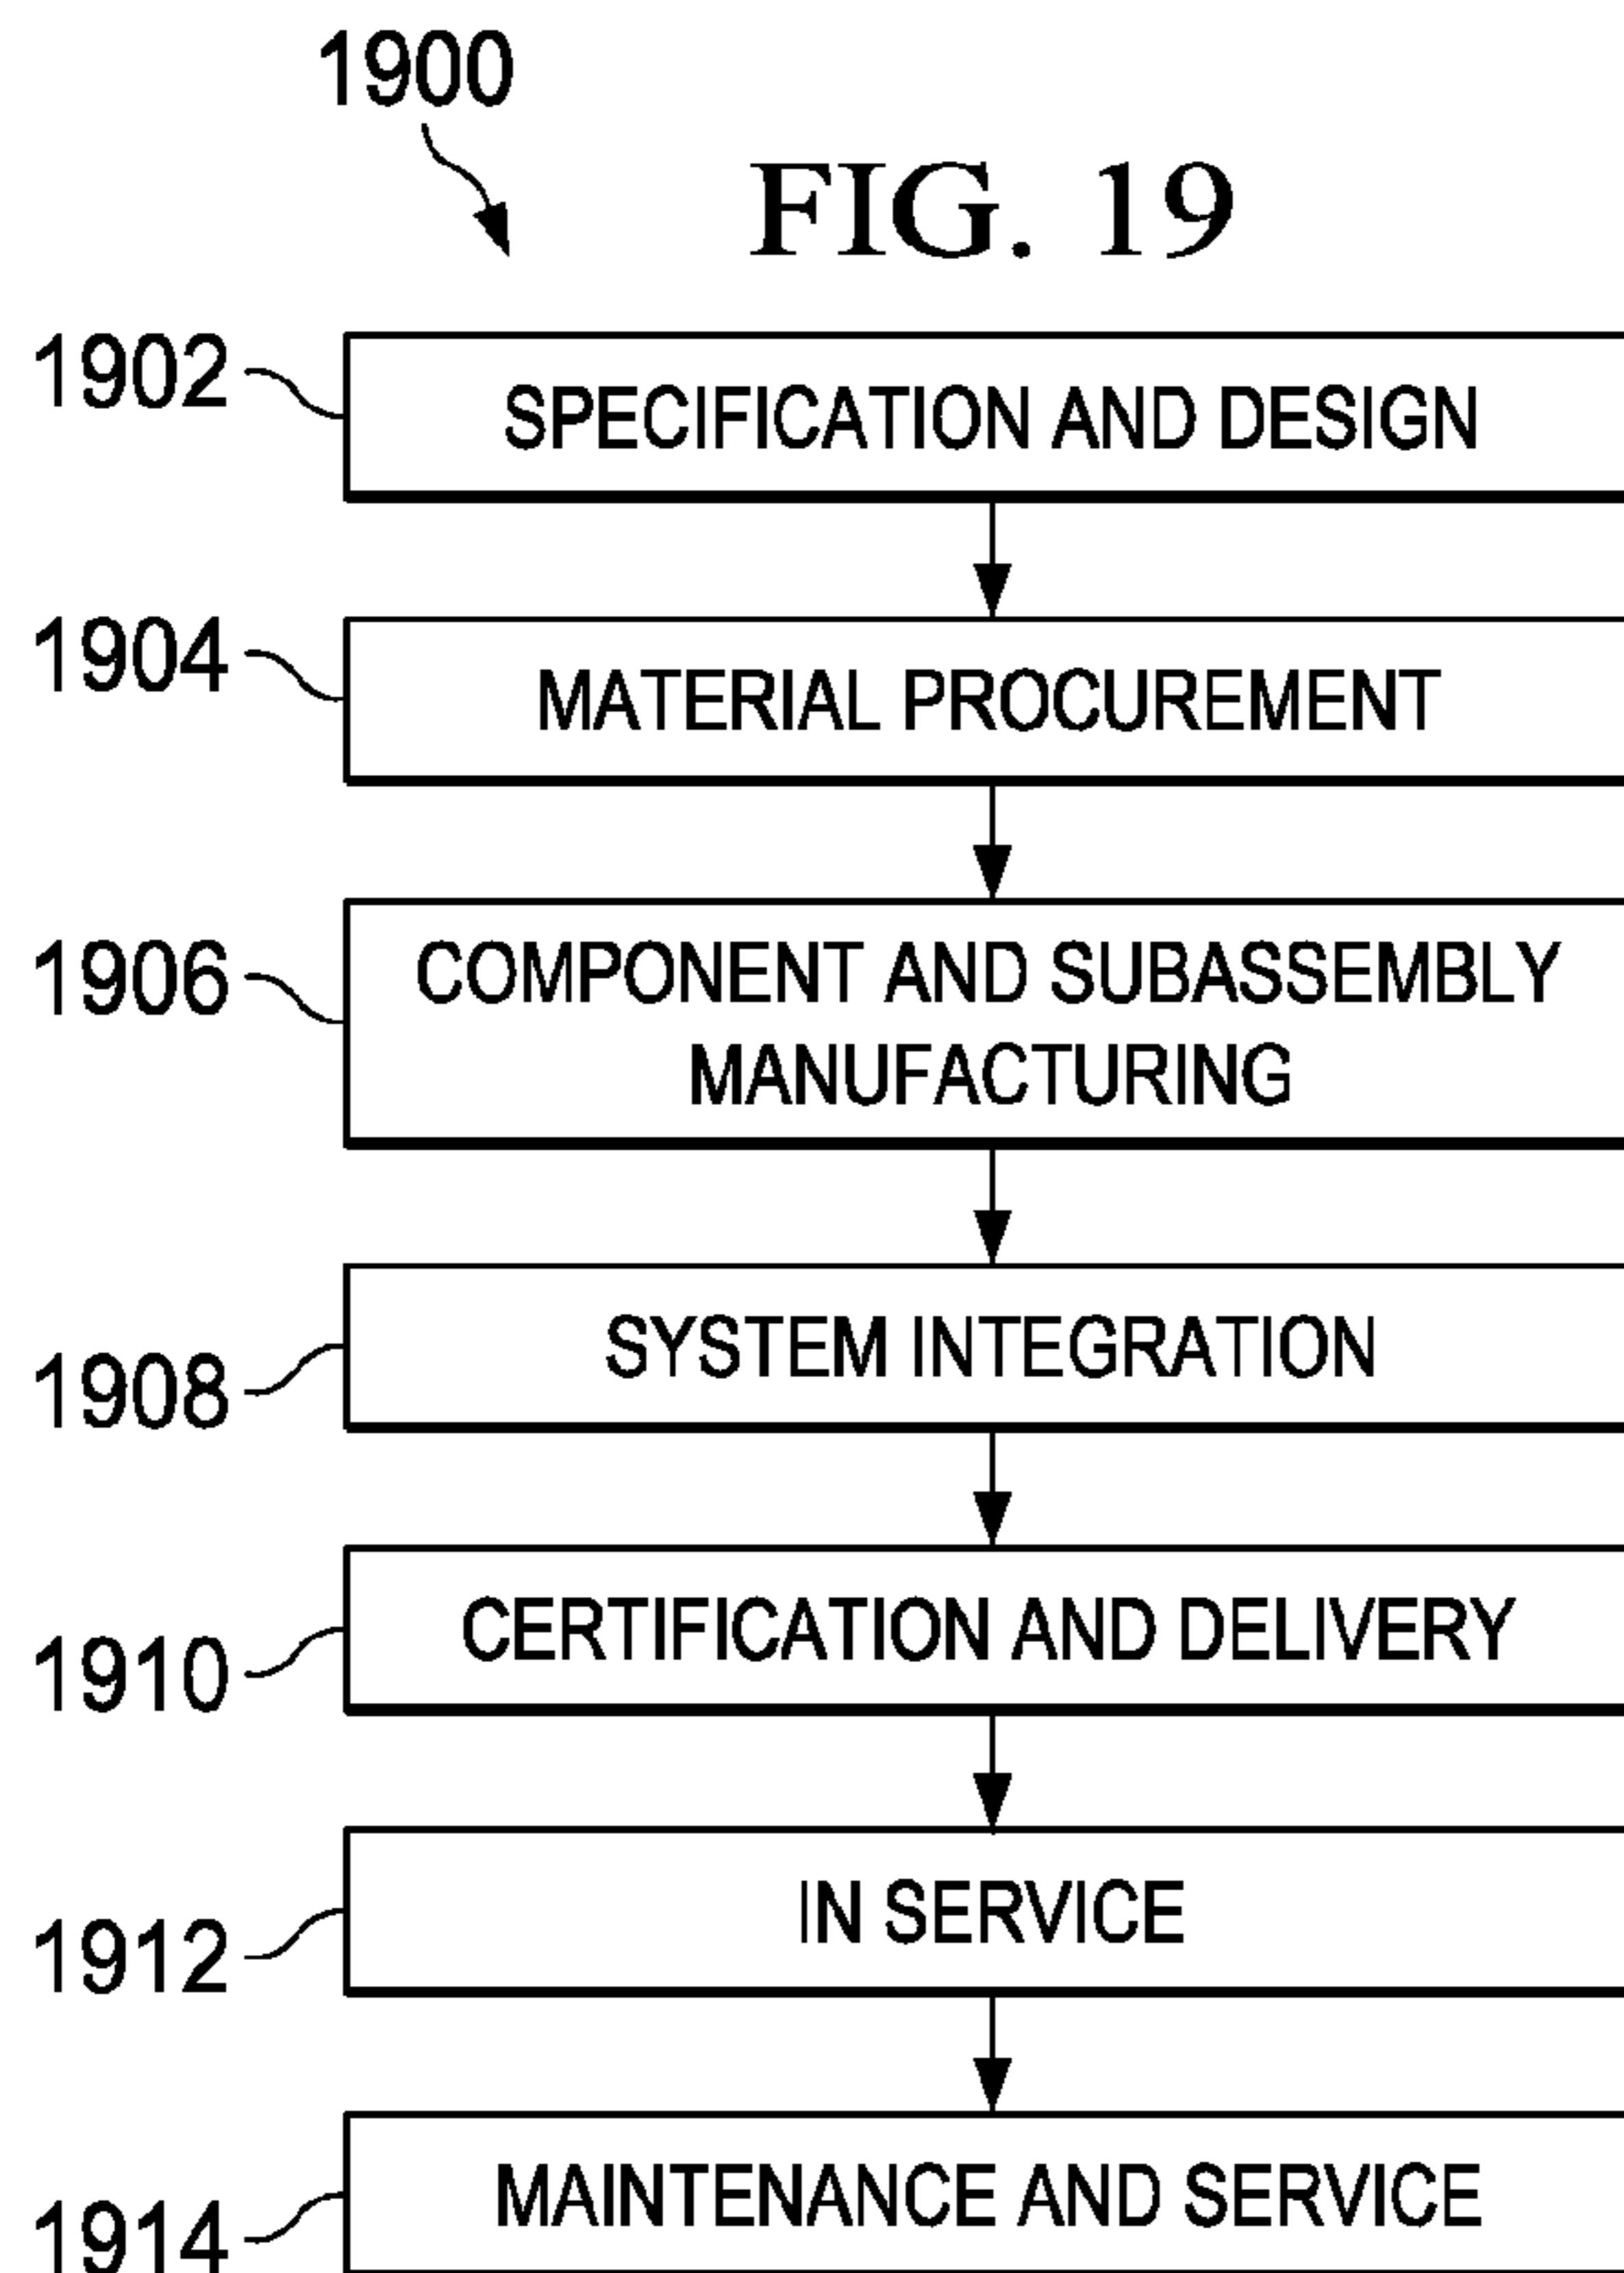 1900
FIG. 19
1902
SPECIFICATION AND DESIGN
1904
MATERIAL PROCUREMENT
1906
COMPONENT AND SUBASSEMBLY
MANUFACTURING
1908
SYSTEM INTEGRATION
1910
CERTIFICATION AND DELIVERY
1912
IN SERVICE
1914
MAINTENANCE AND SERVICE